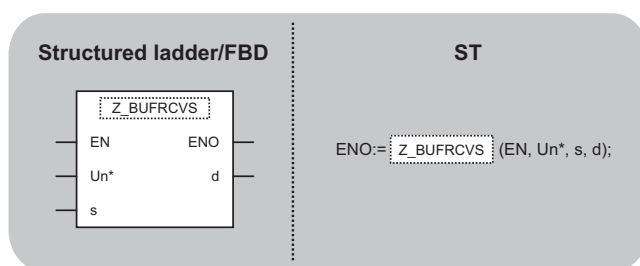 Structured ladder/FBD
ST
Z_BUFRCVS
EN ENO
Un* d
s
ENO:= Z_BUFRCVS (EN, Un*, s, d);